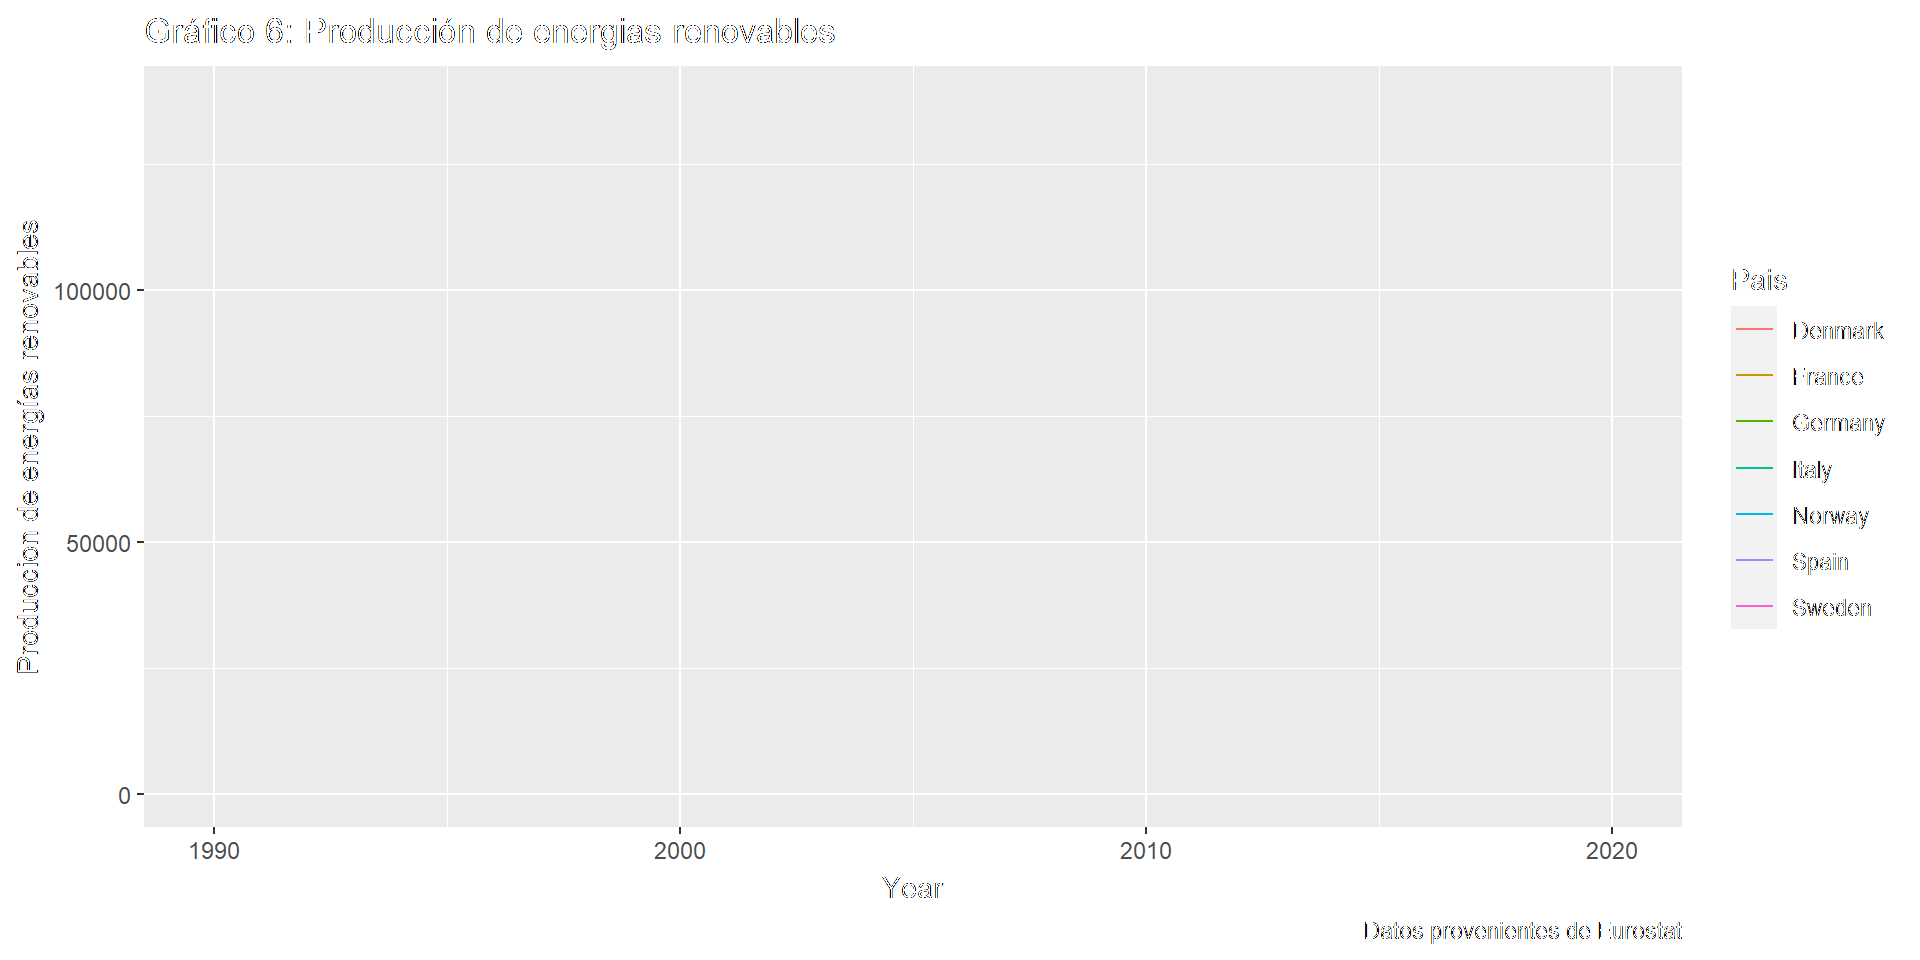 Gráfico 6: Producción de energias renovables
Produccion de energías renovables
100000
50000
0
1990
2000
2010
2020
Year
Pais
Denmark
France
Germany
Italy
Norway
Spain
Sweden
Datos provenientes de Eurostat